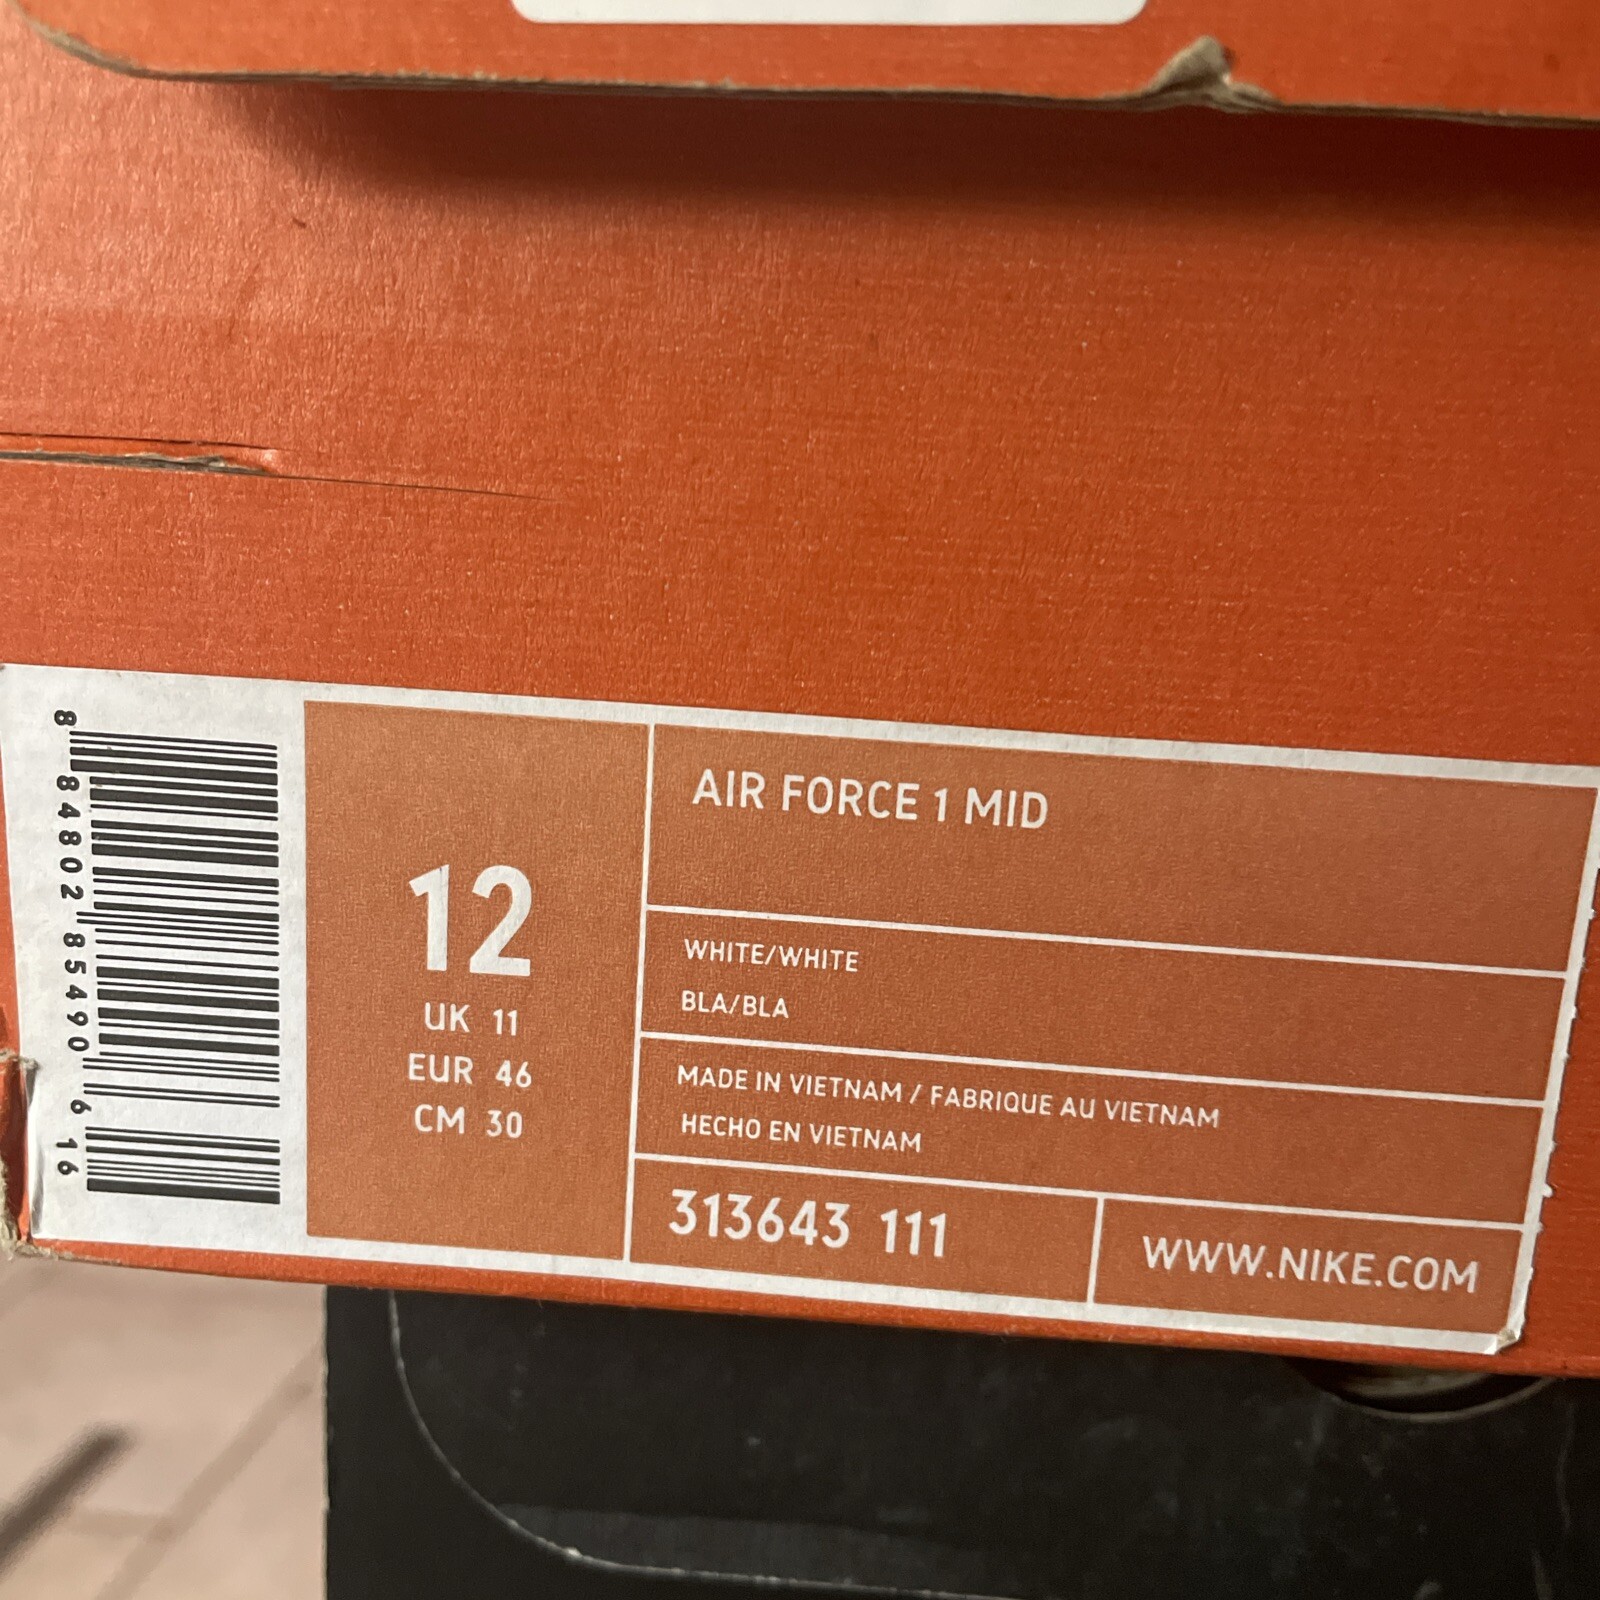 8 84802 85490 6 16
12
UK 11
EUR 46
CM 30
AIR FORCE 1 MID
WHITE/WHITE
BLA/BLA
MADE IN VIETNAM / FABRIQUE AU VIETNAM
HECHO EN VIETNAM
313643 111
WWW.NIKE.COM